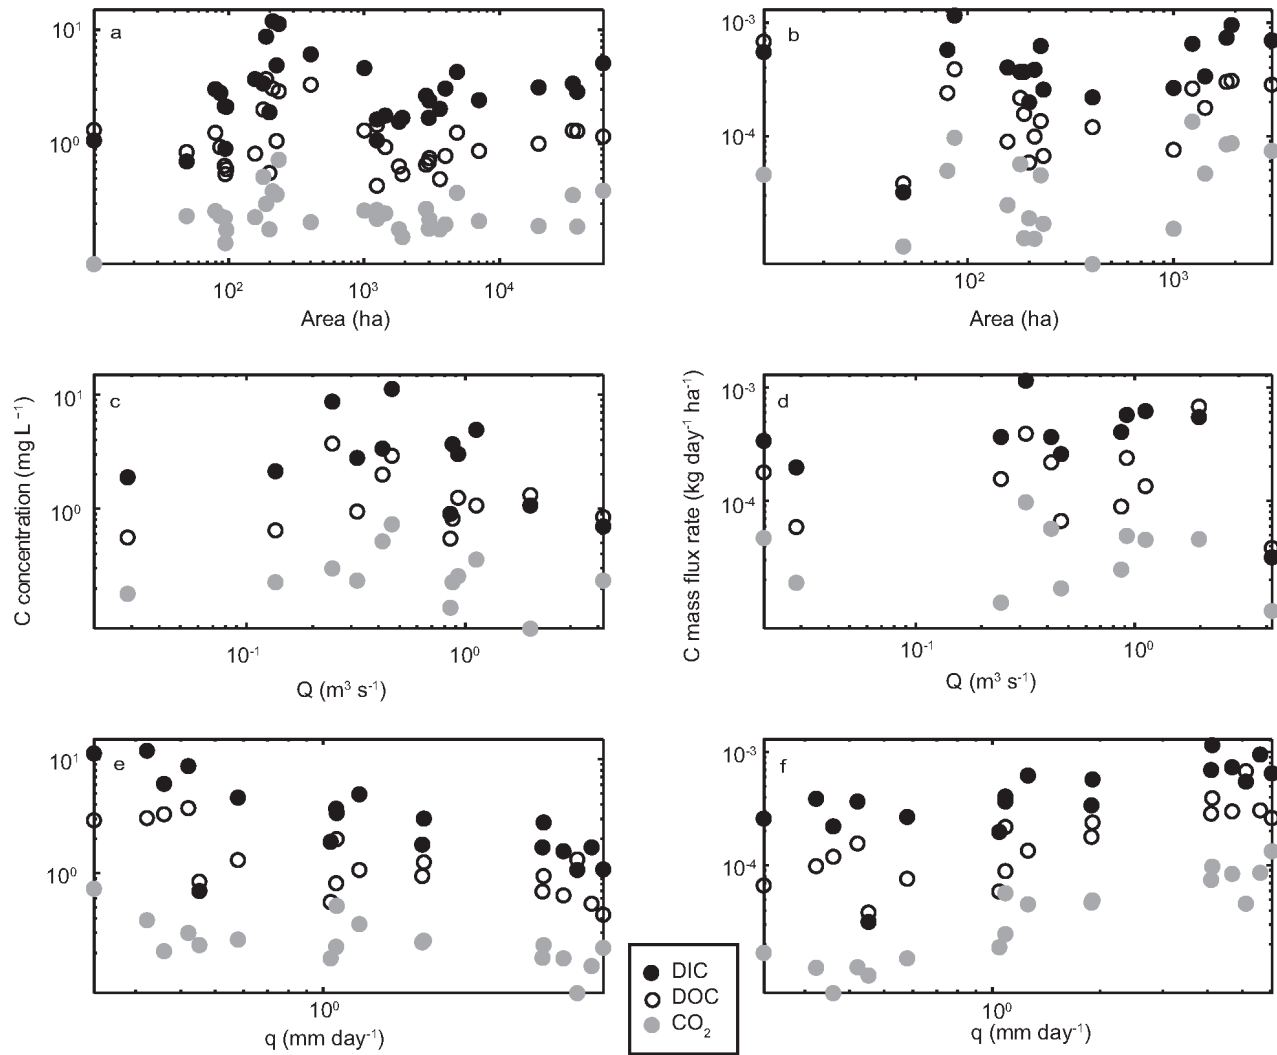 a
10¹
10⁰
10²
10³
10⁴
Area (ha)
b
10⁻³
10⁻⁴
10²
10³
Area (ha)
C concentration (mg L⁻¹)
c
10¹
10⁰
10⁻¹
10⁰
Q (m³ s⁻¹)
C mass flux rate (kg day⁻¹ ha⁻¹)
d
10⁻³
10⁻⁴
10⁻¹
10⁰
Q (m³ s⁻¹)
e
10¹
10⁰
10⁰
q (mm day⁻¹)
f
10⁻³
10⁻⁴
10⁰
q (mm day⁻¹)
DIC
DOC
CO₂